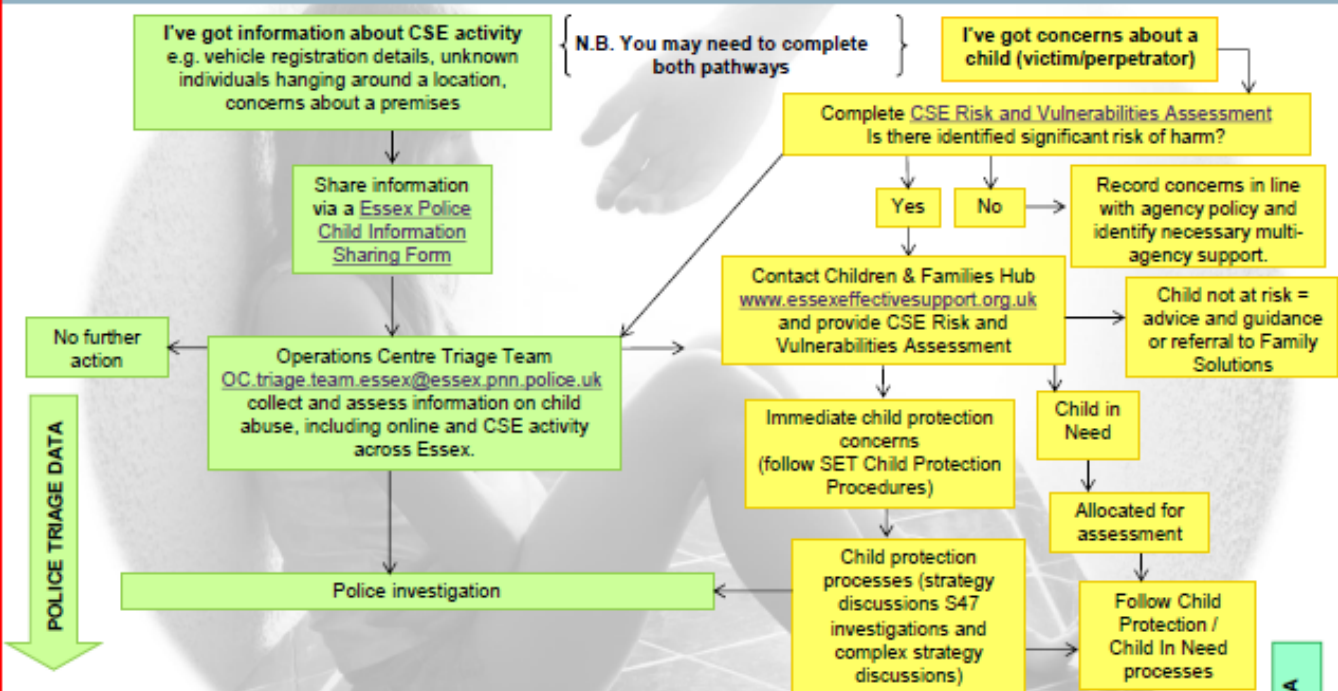 I've got information about CSE activity
e.g. vehicle registration details, unknown
individuals hanging around a location,
concerns about a premises
N.B. You may need to complete
both pathways
I've got concerns about a
child (victim/perpetrator)
Complete CSE Risk and Vulnerabilities Assessment
Is there identified significant risk of harm?
Share information
via a Essex Police
Child Information
Sharing Form
Yes
No
Record concerns in line
with agency policy and
identify necessary multi-
agency support.
Contact Children & Families Hub
www.essexeffectivesupport.org.uk
and provide CSE Risk and
Vulnerabilities Assessment
Child not at risk =
advice and guidance
or referral to Family
Solutions
No further
action
Operations Centre Triage Team
OC.triage.team.essex@essex.pnn.police.uk
collect and assess information on child
abuse, including online and CSE activity
across Essex.
Immediate child protection
concerns
(follow SET Child Protection
Procedures)
Child in
Need
Allocated for
assessment
POLICE TRIAGE DATA
Police investigation
Child protection
processes (strategy
discussions S47
investigations and
complex strategy
discussions)
Follow Child
Protection /
Child In Need
processes